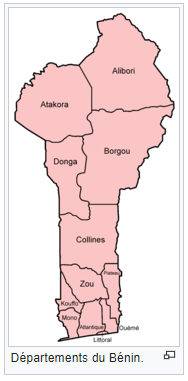 Alibori
Atakora
Borgou
Donga
Collines
Plateau
Zou
Kouffo
Mono
Atlantique
Ouémé
Littoral
Départements du Bénin.